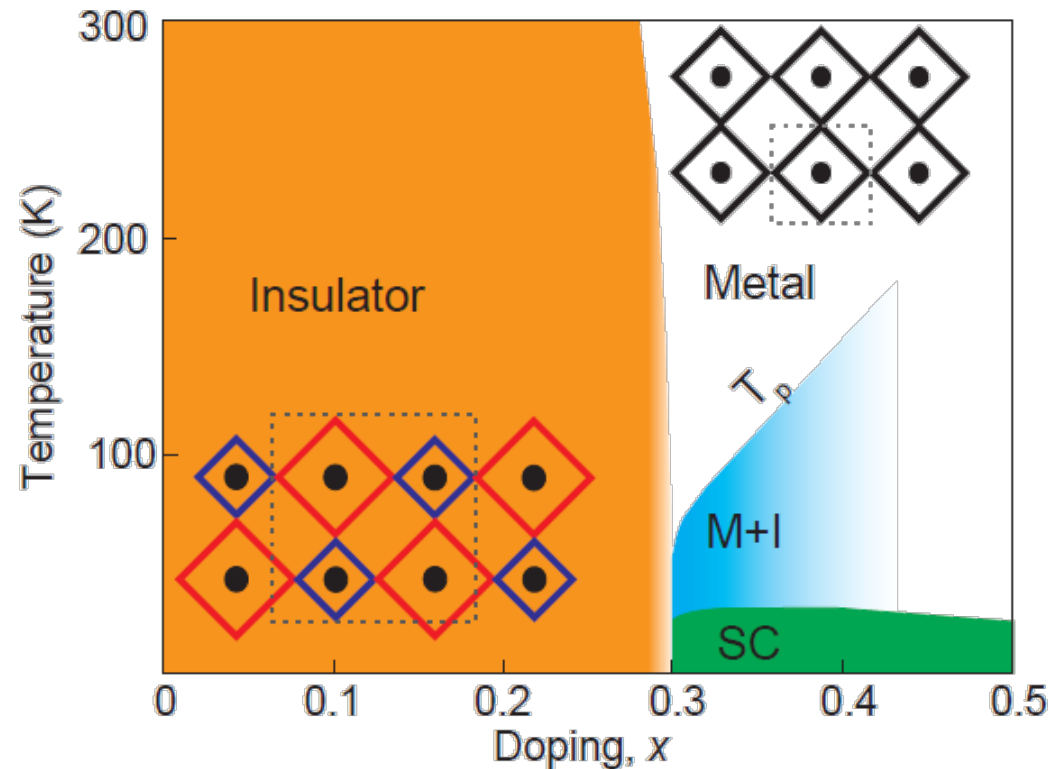 300
200
100
Temperature (K)
Insulator
Metal
Tp
M+I
SC
0 0.1 0.2 0.3 0.4 0.5
Doping, x